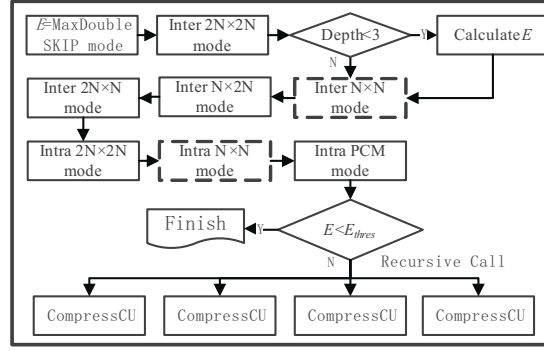 E=MaxDouble
SKIP mode
Inter 2N×2N
mode
Depth<3
Y
Calculate E
N
Inter 2N×N
mode
Inter N×2N
mode
Inter N×N
mode
Intra 2N×2N
mode
Intra N×N
mode
Intra PCM
mode
Finish
Y
E<Ethres
N
Recursive Call
CompressCU
CompressCU
CompressCU
CompressCU